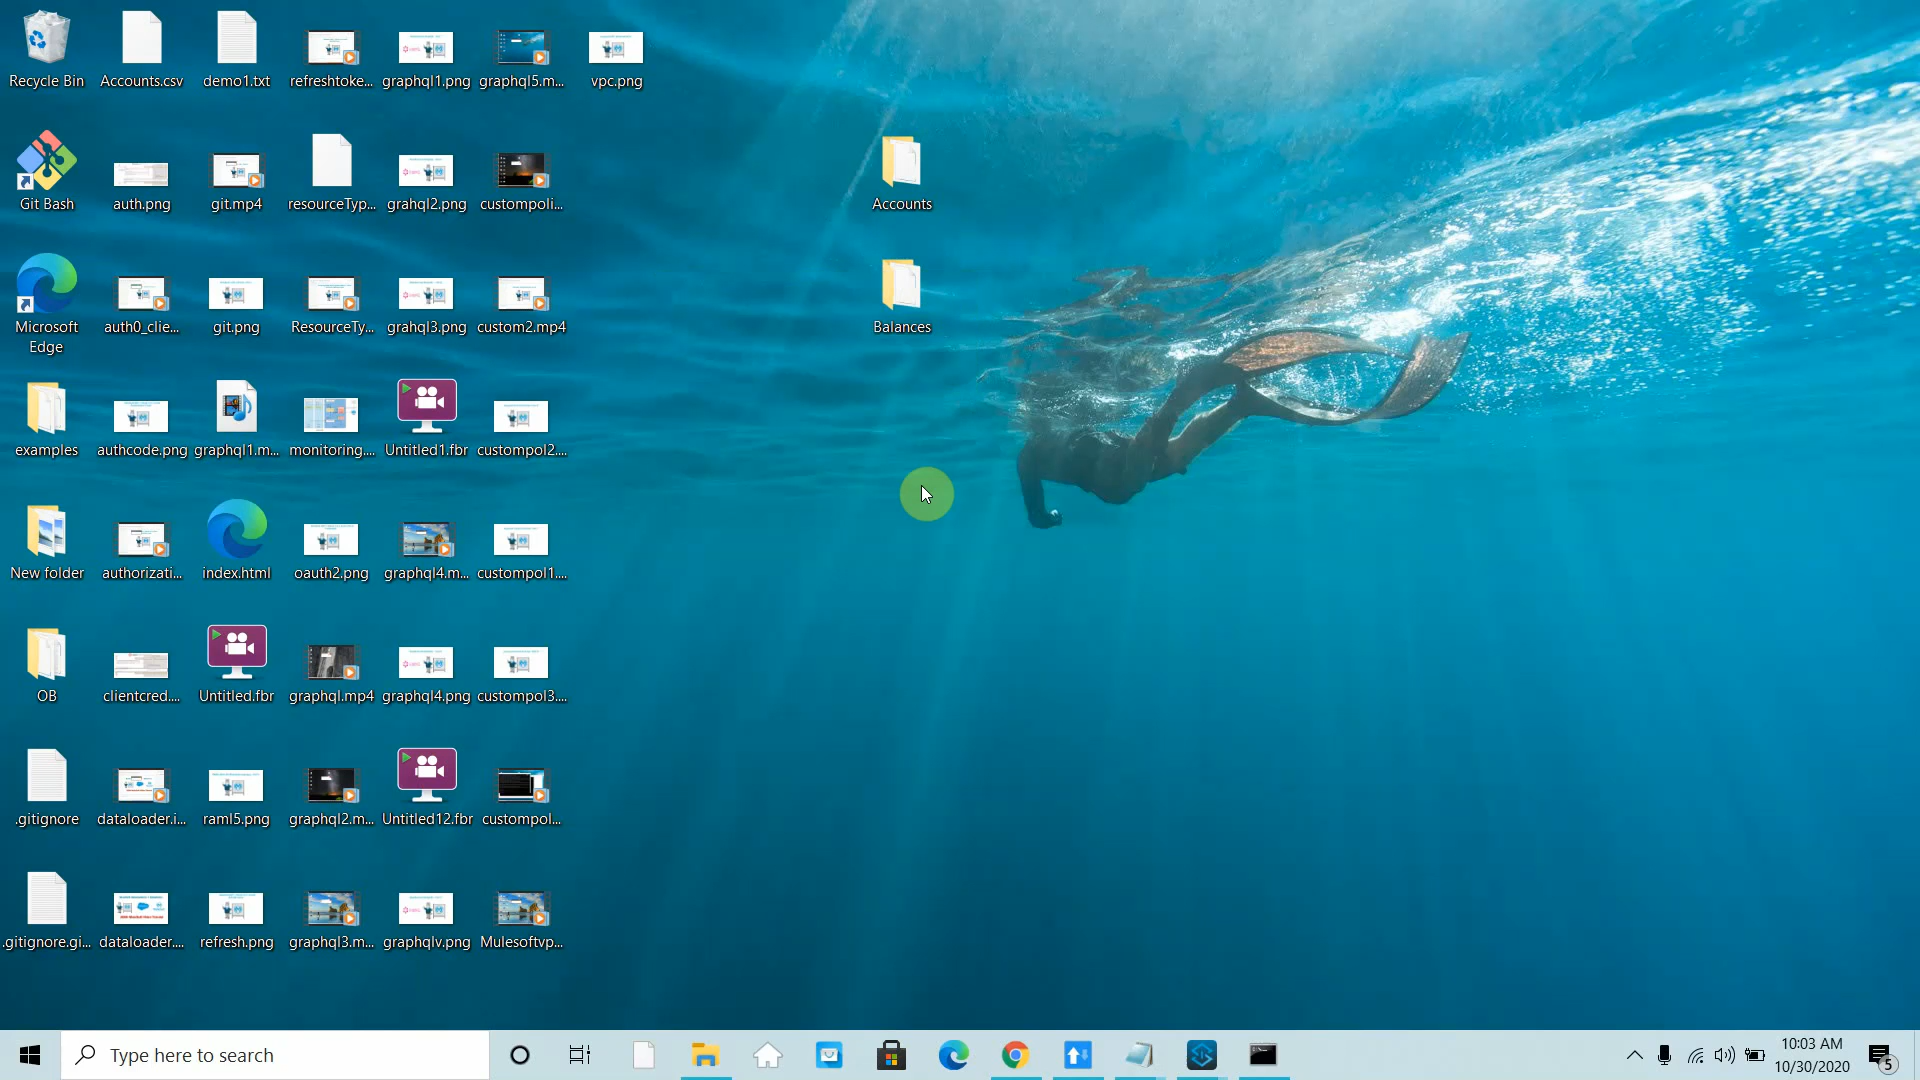 Recycle Bin
Accounts.csv
demo1.txt
refreshtoke...
graphql1.png
graphql5.m...
vpc.png
Git Bash
auth.png
git.mp4
resourceTyp...
grahql2.png
custompoli...
Accounts
Microsoft
Edge
auth0_clie...
git.png
ResourceTy...
grahql3.png
custom2.mp4
Balances
examples
authcode.png
graphql1.m...
monitoring....
Untitled1.fbr
custompol2....
New folder
authorizati...
index.html
oauth2.png
graphql4.m...
custompol1....
OB
clientcred....
Untitled.fbr
graphql.mp4
graphql4.png
custompol3....
.gitignore
dataloader.i...
raml5.png
graphql2.m...
Untitled12.fbr
custompol...
.gitignore.gi...
dataloader....
refresh.png
graphql3.m...
graphqlv.png
Mulesoftvp...
Type here to search
10:03 AM
10/30/2020
5